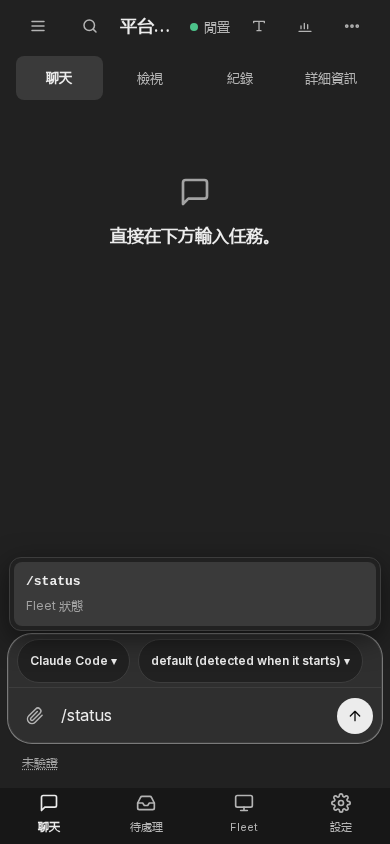 平台... 閒置
聊天 檢視 紀錄 詳細資訊
直接在下方輸入任務。
/status
Fleet 狀態
Claude Code ▾ default (detected when it starts) ▾
/status
未驗證
聊天 待處理 Fleet 設定